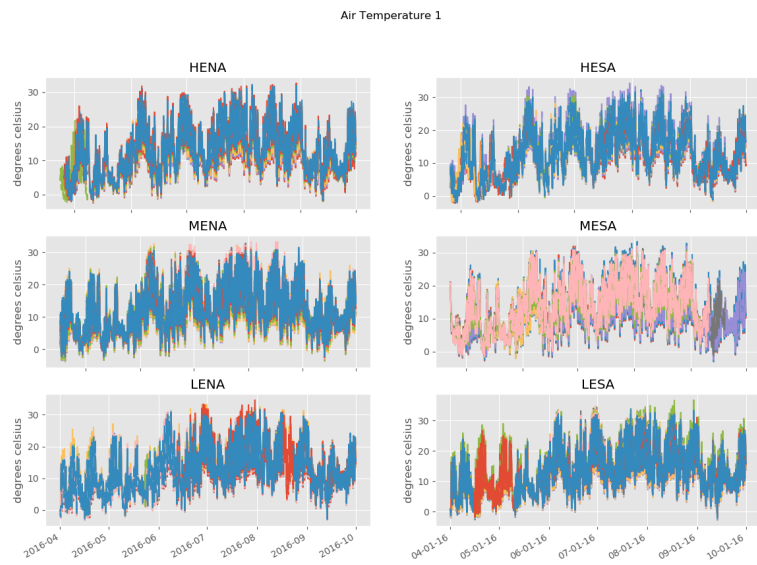 Air Temperature 1
HENA
HESA
degrees celsius
30
20
10
0
degrees celsius
30
20
10
0
MENA
MESA
degrees celsius
30
20
10
0
degrees celsius
30
20
10
0
LENA
LESA
degrees celsius
30
20
10
0
degrees celsius
30
20
10
0
2016-04
2016-05
2016-06
2016-07
2016-08
2016-09
2016-10
04-01-16
05-01-16
06-01-16
07-01-16
08-01-16
09-01-16
10-01-16